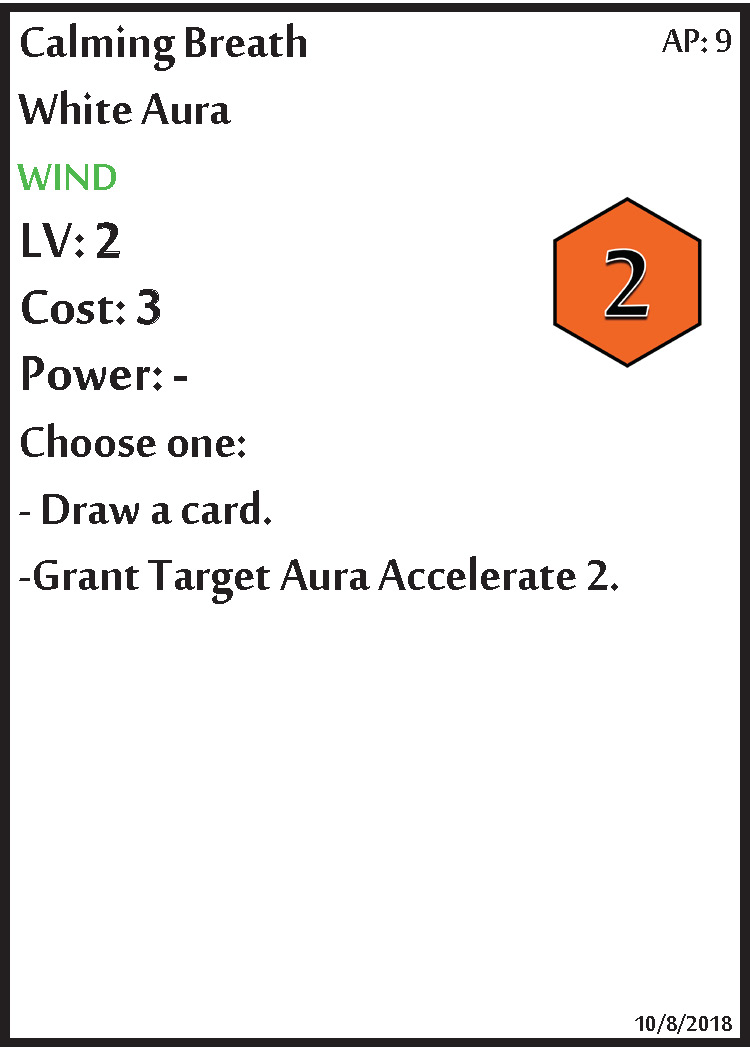 Calming Breath
AP: 9
White Aura
WIND
LV: 2
Cost: 3
2
Power: -
Choose one:
- Draw a card.
-Grant Target Aura Accelerate 2.
10/8/2018